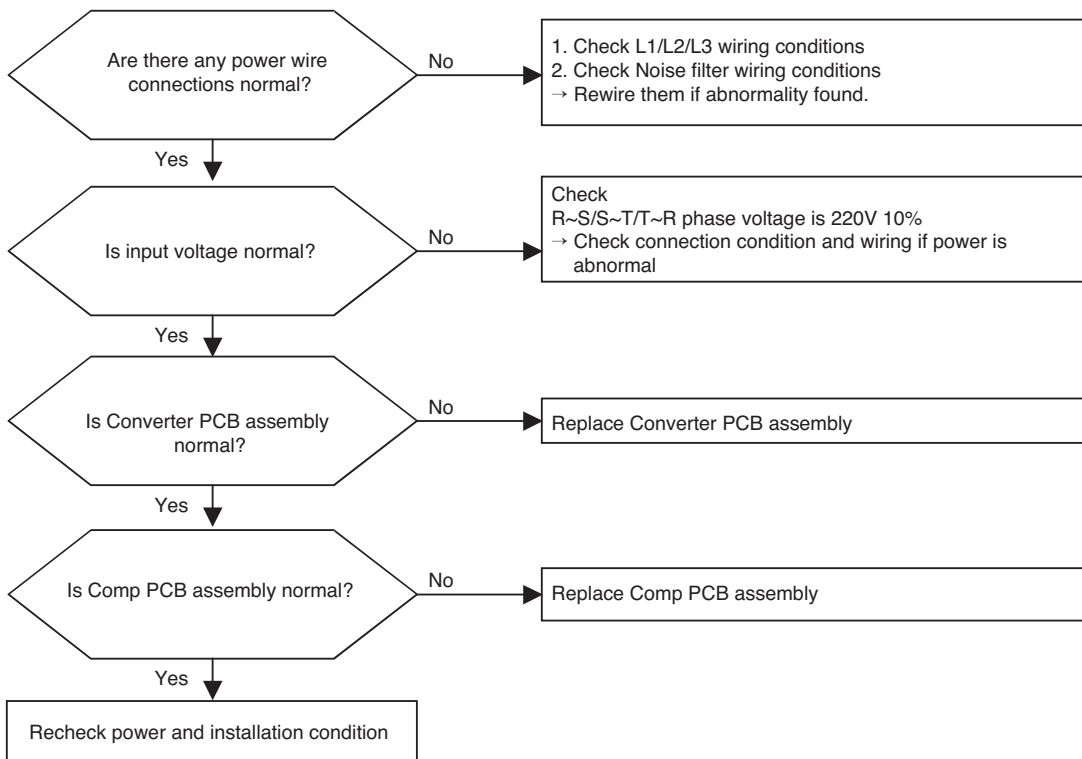 Are there any power wire
connections normal?
No
1. Check L1/L2/L3 wiring conditions
2. Check Noise filter wiring conditions
→ Rewire them if abnormality found.
Yes
Is input voltage normal?
No
Check
R~S/S~T/T~R phase voltage is 220V 10%
→ Check connection condition and wiring if power is
abnormal
Yes
Is Converter PCB assembly
normal?
No
Replace Converter PCB assembly
Yes
Is Comp PCB assembly normal?
No
Replace Comp PCB assembly
Yes
Recheck power and installation condition